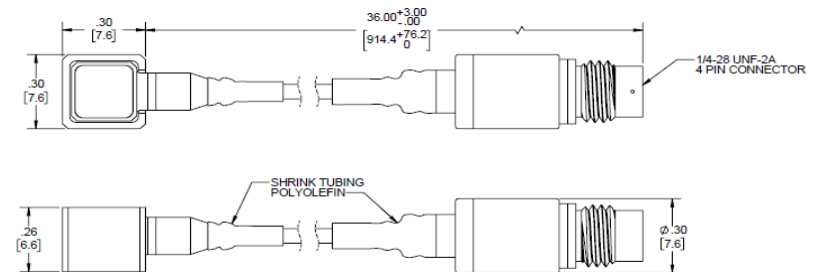 .30
[7.6]
36.00+3.00
-.00
[914.4+76.2
0]
.30
[7.6]
1/4-28 UNF-2A
4 PIN CONNECTOR
SHRINK TUBING
POLYOLEFIN
.26
[6.6]
Ø.30
[7.6]